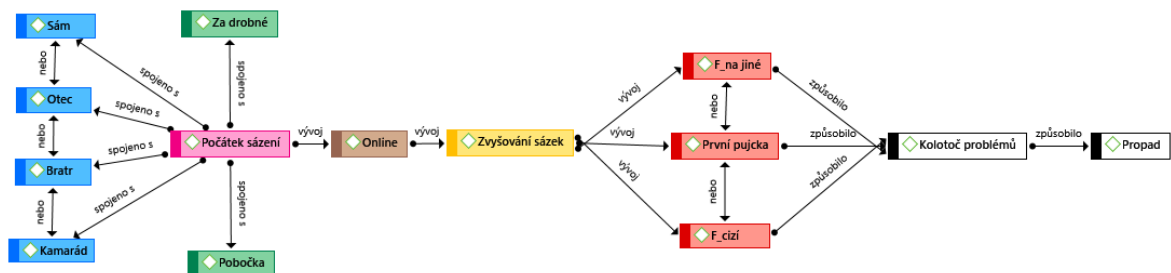 Sám
Za drobné
nebo
spojeno s
spojeno s
F_na jiné
Otec
spojeno s
vývoj
nebo
způsobilo
nebo
Počátek sázení
vývoj
Online
vývoj
Zvyšování sázek
vývoj
První pujcka
způsobilo
Kolotoč problémů
způsobilo
Propad
spojeno s
Bratr
vývoj
nebo
způsobilo
nebo
spojeno s
spojeno s
F_cizí
Kamarád
Pobočka